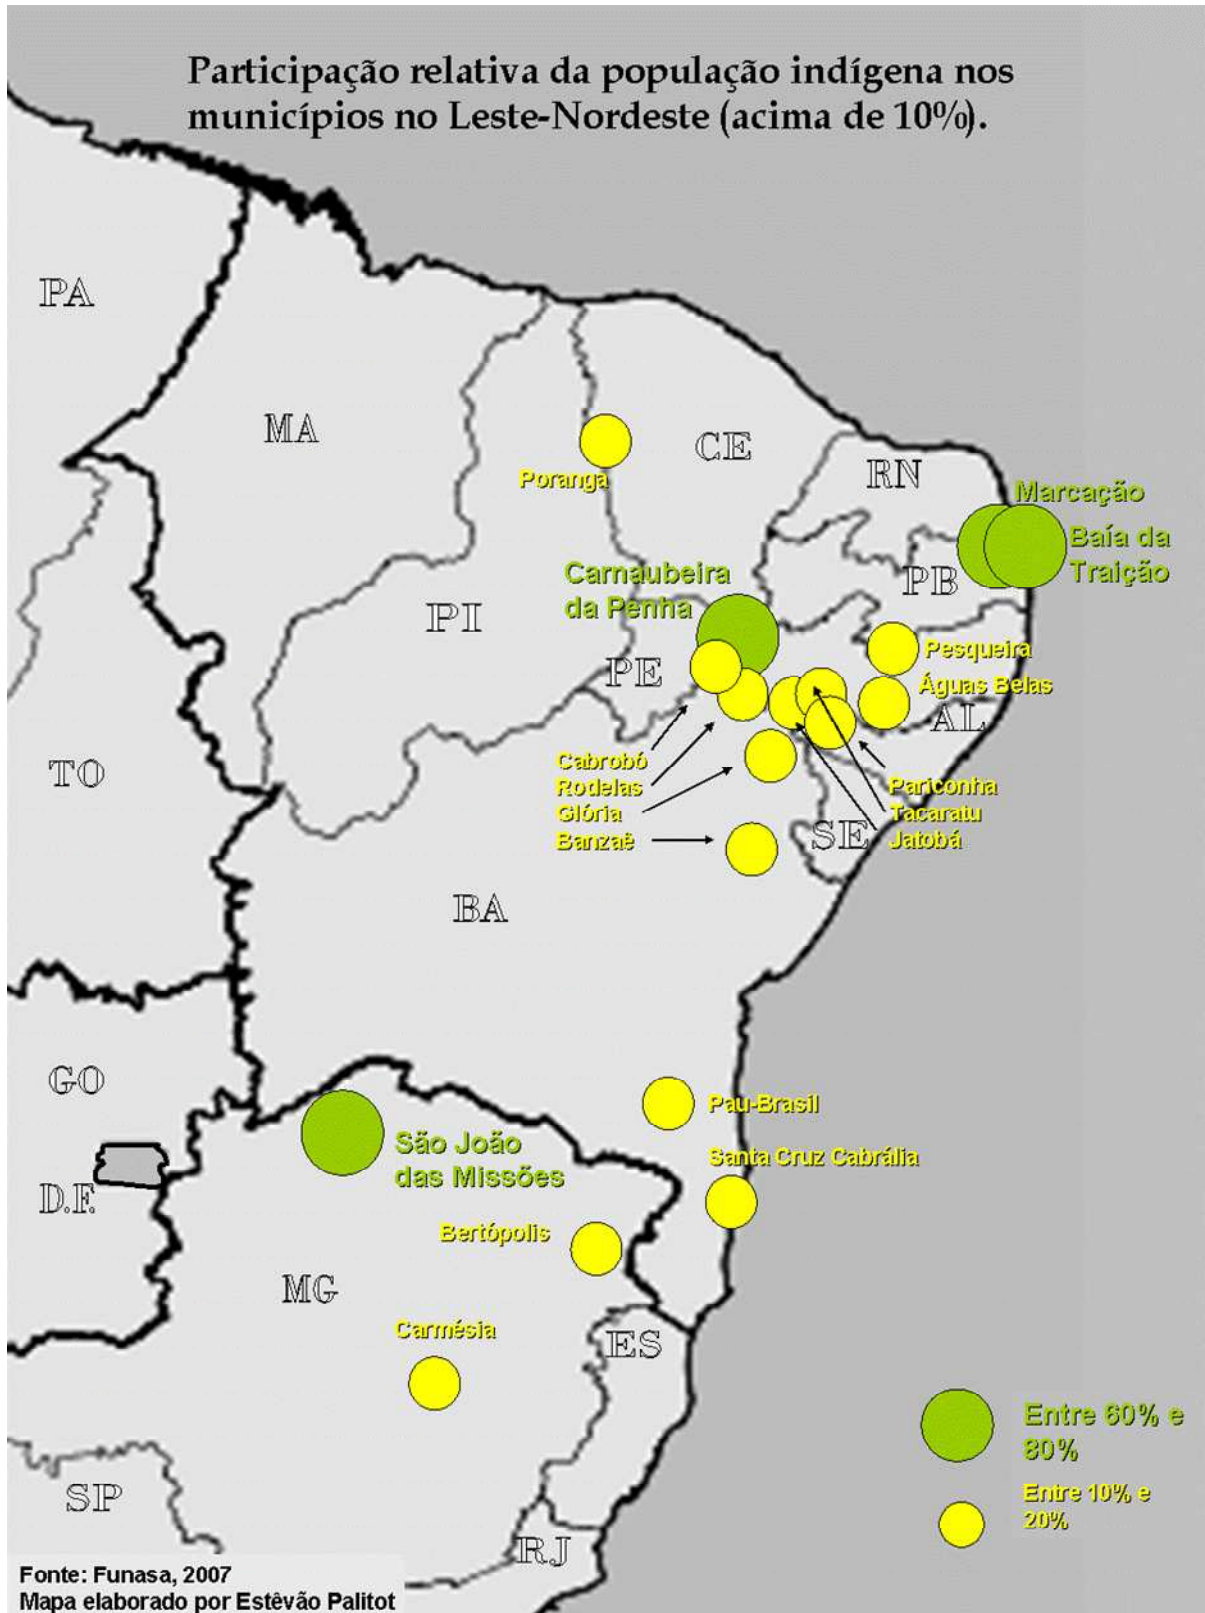 Participação relativa da população indígena nos
municípios no Leste-Nordeste (acima de 10%).
PA
MA
CE
RN
Poranga
Marcação
Baía da
Traição
Carnaubeira
da Penha
PB
PI
PE
Pesqueira
Águas Belas
AL
TO
Cabrobó
Rodelas
Glória
Banzaê
Pariconha
Tacaratu
Jatobá
SE
BA
GO
Pau-Brasil
São João
das Missões
Santa Cruz Cabrália
D.F.
Bertópolis
MG
Carmésia
ES
Entre 60% e
80%
Entre 10% e
20%
SP
RJ
Fonte: Funasa, 2007
Mapa elaborado por Estêvão Palitot